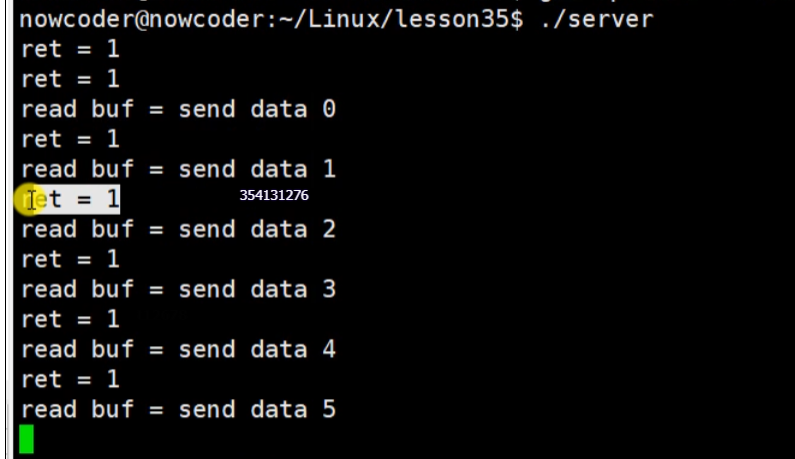 nowcoder@nowcoder:~/Linux/lesson35$ ./server
ret = 1
ret = 1
read buf = send data 0
ret = 1
read buf = send data 1
ret = 1 354131276
read buf = send data 2
ret = 1
read buf = send data 3
ret = 1
read buf = send data 4
ret = 1
read buf = send data 5